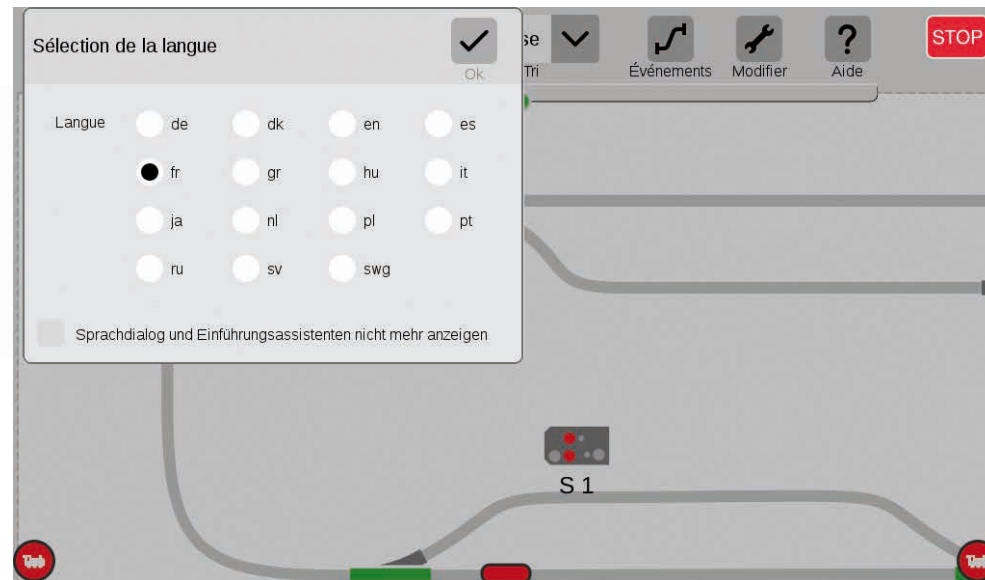 Sélection de la langue
Ok
se
Tri
Événements
Modifier
?
Aide
STOP
Langue
de
dk
en
es
fr
gr
hu
it
ja
nl
pl
pt
ru
sv
swg
Sprachdialog und Einführungsassistenten nicht mehr anzeigen
S 1